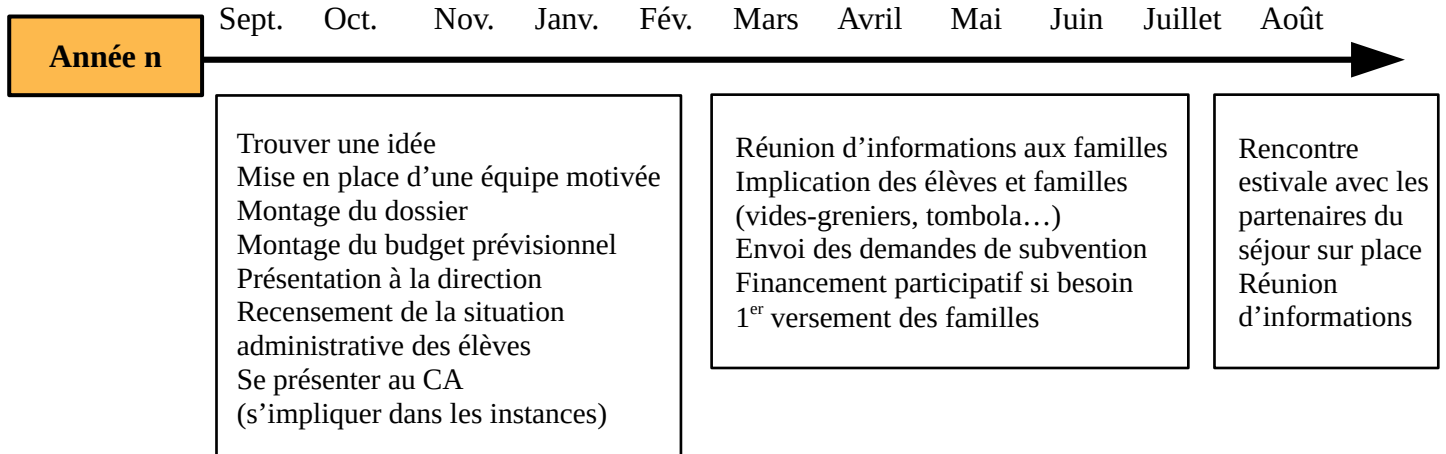 Sept. Oct. Nov. Janv. Fév. Mars Avril Mai Juin Juillet Août
Année n
Trouver une idée
Mise en place d’une équipe motivée
Montage du dossier
Montage du budget prévisionnel
Présentation à la direction
Recensement de la situation
administrative des élèves
Se présenter au CA
(s’impliquer dans les instances)
Réunion d’informations aux familles
Implication des élèves et familles
(vides-greniers, tombola…)
Envoi des demandes de subvention
Financement participatif si besoin
1er versement des familles
Rencontre
estivale avec les
partenaires du
séjour sur place
Réunion
d’informations